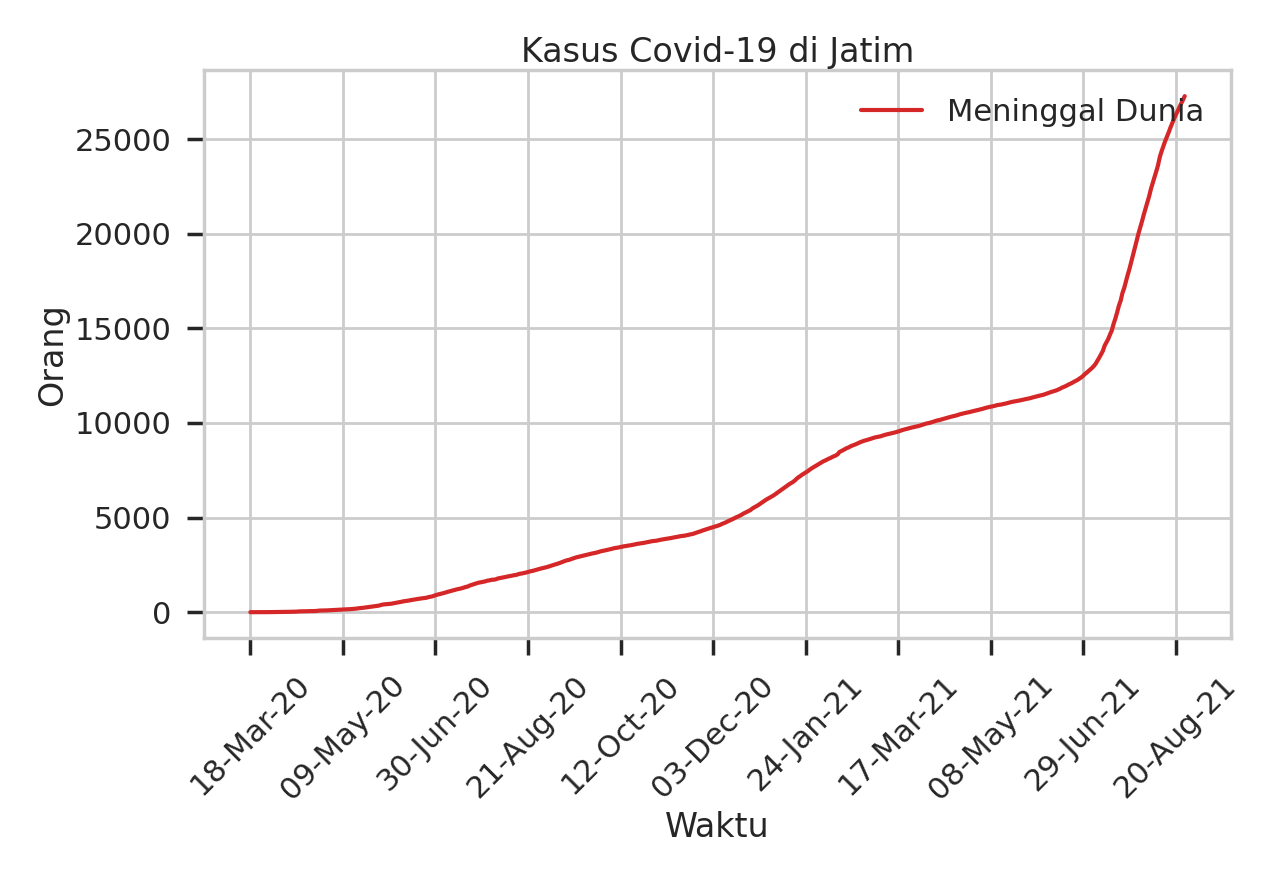 Kasus Covid-19 di Jatim
Meninggal Dunia
Orang
25000
20000
15000
10000
5000
0
18-Mar-20
09-May-20
30-Jun-20
21-Aug-20
12-Oct-20
03-Dec-20
24-Jan-21
17-Mar-21
08-May-21
29-Jun-21
20-Aug-21
Waktu